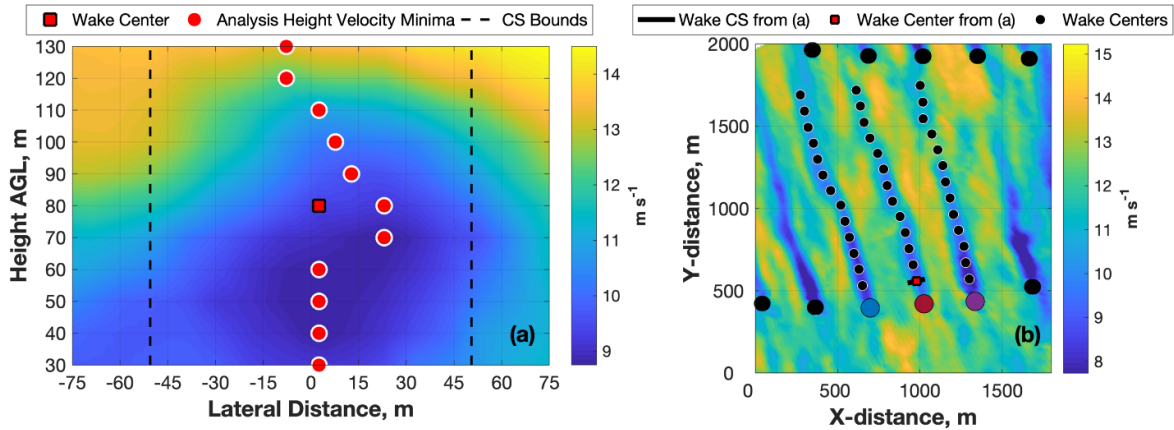 Wake Center Analysis Height Velocity Minima CS Bounds
130
120
110
100
90
80
70
60
50
40
30
Height AGL, m
-75 -60 -45 -30 -15 0 15 30 45 60 75
Lateral Distance, m
(a)
14
13
12
11
10
9
m s-1
Wake CS from (a) Wake Center from (a) Wake Centers
2000
1500
1000
500
0
Y-distance, m
0 500 1000 1500
X-distance, m
(b)
15
14
13
12
11
10
9
8
m s-1